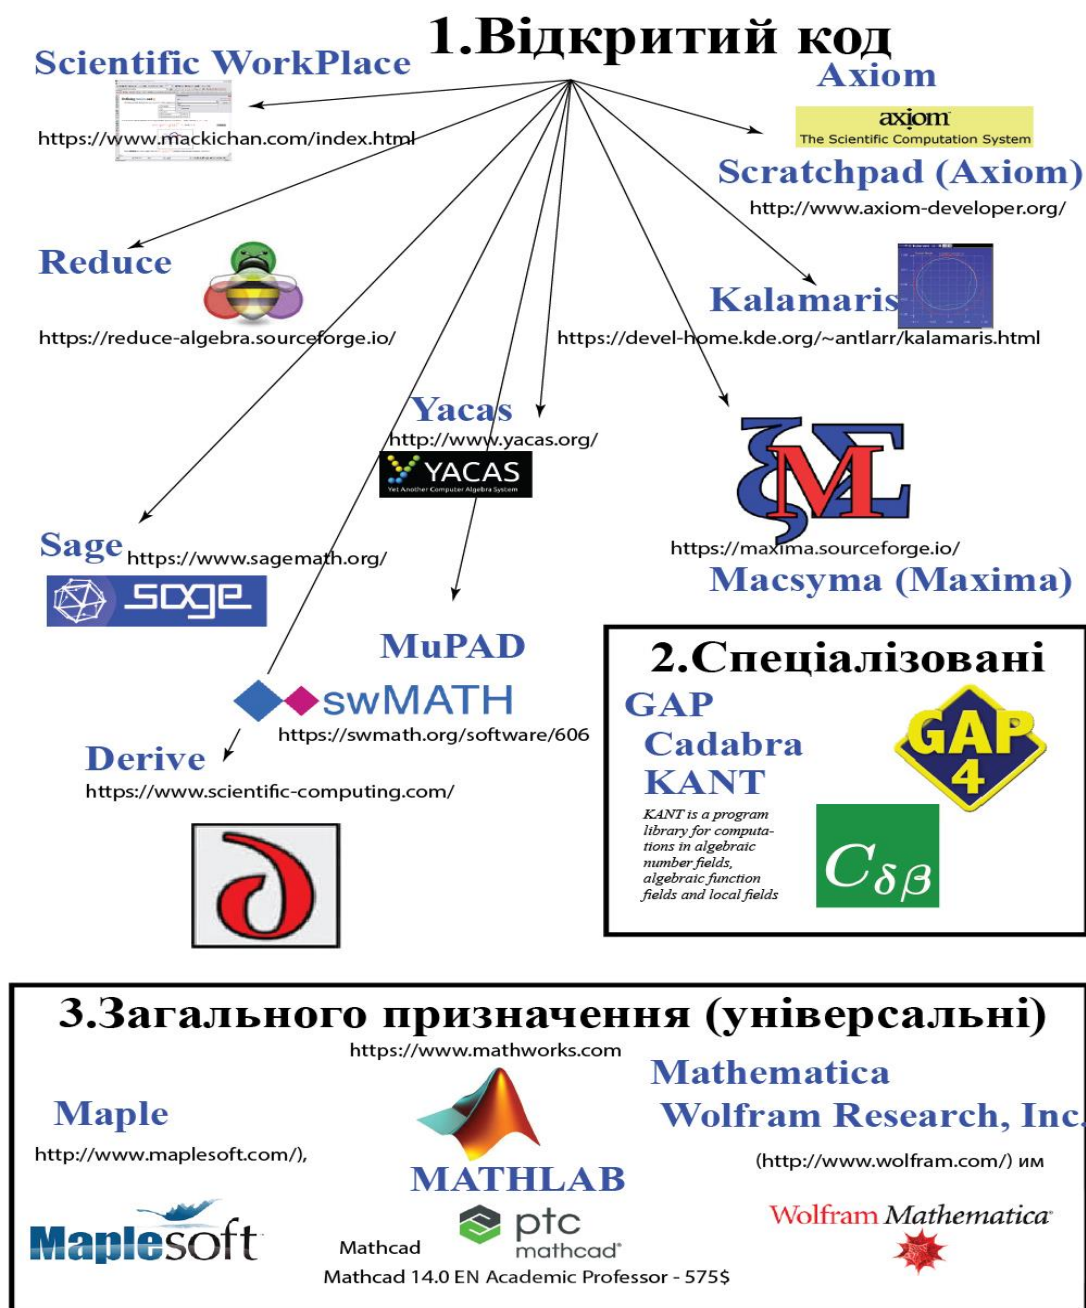 1.Відкритий код
Scientific WorkPlace
https://www.mackichan.com/index.html
Axiom
axiom
The Scientific Computation System
Scratchpad (Axiom)
http://www.axiom-developer.org/
Reduce
https://reduce-algebra.sourceforge.io/
Kalamaris
https://devel-home.kde.org/~antlarr/kalamaris.html
Yacas
http://www.yacas.org/
YACAS
Yet Another Computer Algebra System
Sage
https://www.sagemath.org/
sage
https://maxima.sourceforge.io/
Macsyma (Maxima)
MuPAD
swMATH
https://swmath.org/software/606
Derive
https://www.scientific-computing.com/
2.Спеціалізовані
GAP
Cadabra
KANT
KANT is a program
library for computa-
tions in algebraic
number fields,
algebraic function
fields and local fields
GAP
4
Cδβ
3.Загального призначення (універсальні)
https://www.mathworks.com
Maple
http://www.maplesoft.com/),
Maplesoft
MATHLAB
ptc
mathcad
Mathcad
Mathcad 14.0 EN Academic Professor - 575$
Mathematica
Wolfram Research, Inc.
(http://www.wolfram.com/) им
Wolfram Mathematica